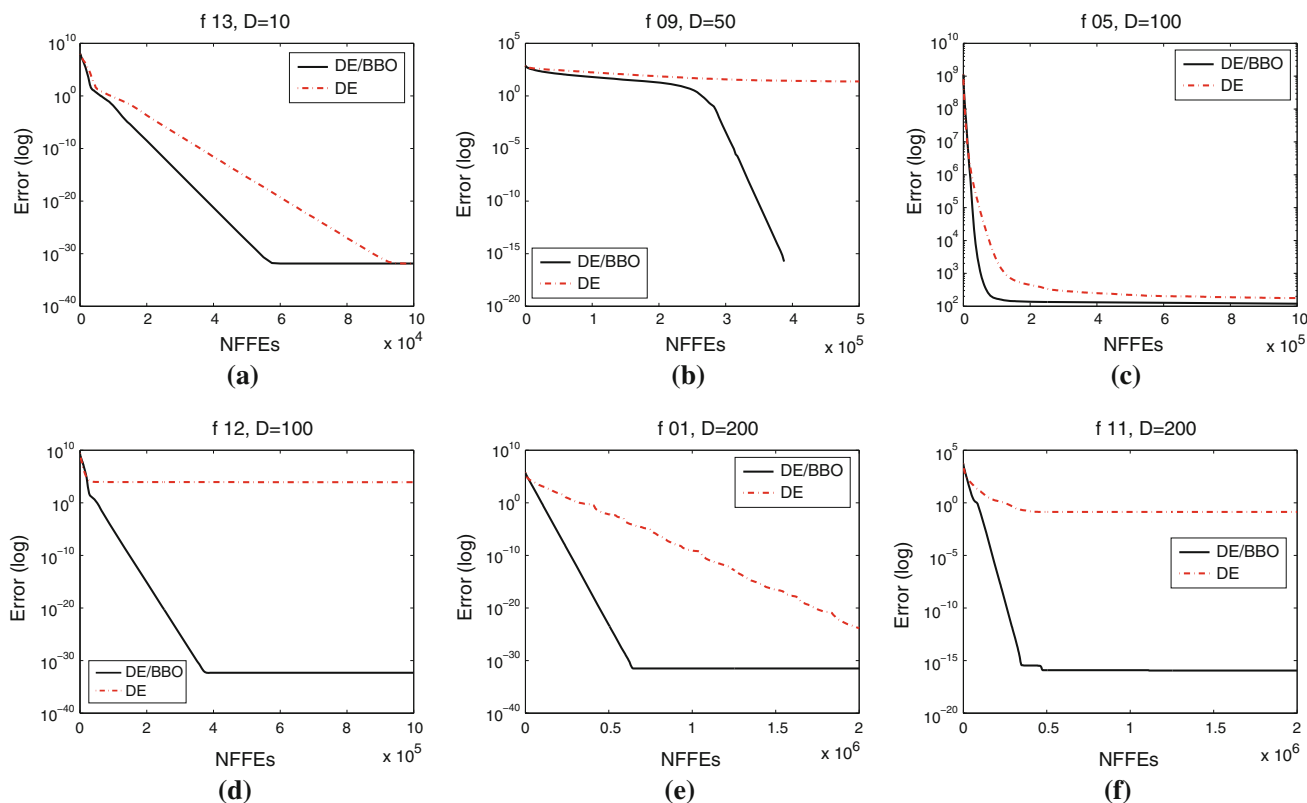 f 13, D=10
10^10
10^0
10^−10
10^−20
10^−30
10^−40
Error (log)
DE/BBO
DE
0 2 4 6 8 10
x 10^4
NFFEs
(a)
f 09, D=50
10^5
10^0
10^−5
10^−10
10^−15
10^−20
Error (log)
DE/BBO
DE
0 1 2 3 4 5
x 10^5
NFFEs
(b)
f 05, D=100
10^10
10^9
10^8
10^7
10^6
10^5
10^4
10^3
10^2
Error (log)
DE/BBO
DE
0 2 4 6 8 10
x 10^5
NFFEs
(c)
f 12, D=100
10^10
10^0
10^−10
10^−20
10^−30
10^−40
Error (log)
DE/BBO
DE
0 2 4 6 8 10
x 10^5
NFFEs
(d)
f 01, D=200
10^10
10^0
10^−10
10^−20
10^−30
10^−40
Error (log)
DE/BBO
DE
0 0.5 1 1.5 2
x 10^6
NFFEs
(e)
f 11, D=200
10^5
10^0
10^−5
10^−10
10^−15
10^−20
Error (log)
DE/BBO
DE
0 0.5 1 1.5 2
x 10^6
NFFEs
(f)